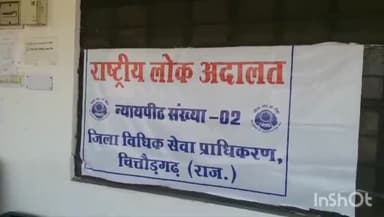 राष्ट्रीय लोक अदालत
न्यायपीठ संख्या -02
जिला विधिक सेवा प्राधिकरण,
चित्तौड़गढ़ (राज.)
InShOt